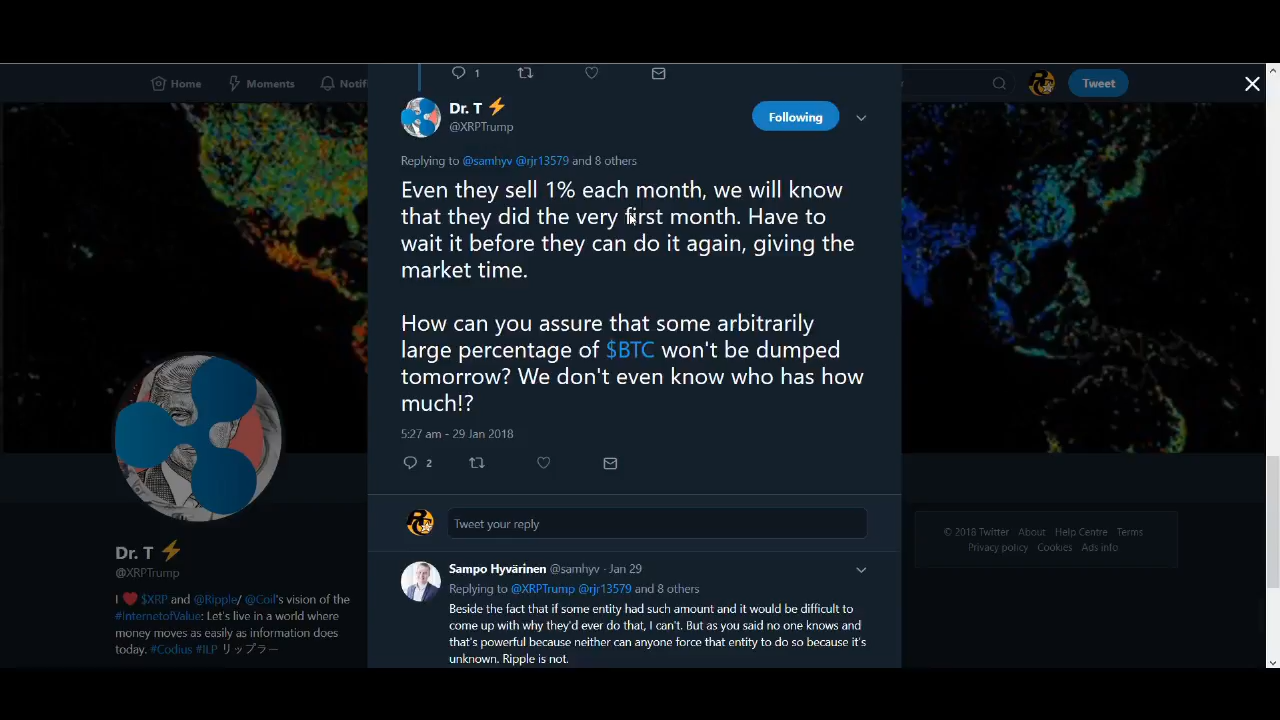 1
Home
Moments
Notifi
Tweet
Dr. T ⚡
@XRPTrump
Following
Replying to @samhyv @rjr13579 and 8 others
Even they sell 1% each month, we will know
that they did the very first month. Have to
wait it before they can do it again, giving the
market time.
How can you assure that some arbitrarily
large percentage of $BTC won't be dumped
tomorrow? We don't even know who has how
much!?
5:27 am - 29 Jan 2018
2
Tweet your reply
© 2018 Twitter About Help Centre Terms
Privacy policy Cookies Ads info
Dr. T ⚡
@XRPTrump
I ❤ $XRP and @Ripple/ @Coil's vision of the
#InternetofValue: Let's live in a world where
money moves as easily as information does
today. #Codius #ILP リップラー
Sampo Hyvärinen @samhyv · Jan 29
Replying to @XRPTrump @rjr13579 and 8 others
Beside the fact that if some entity had such amount and it would be difficult to
come up with why they'd ever do that, I can't. But as you said no one knows and
that's powerful because neither can anyone force that entity to do so because it's
unknown. Ripple is not.